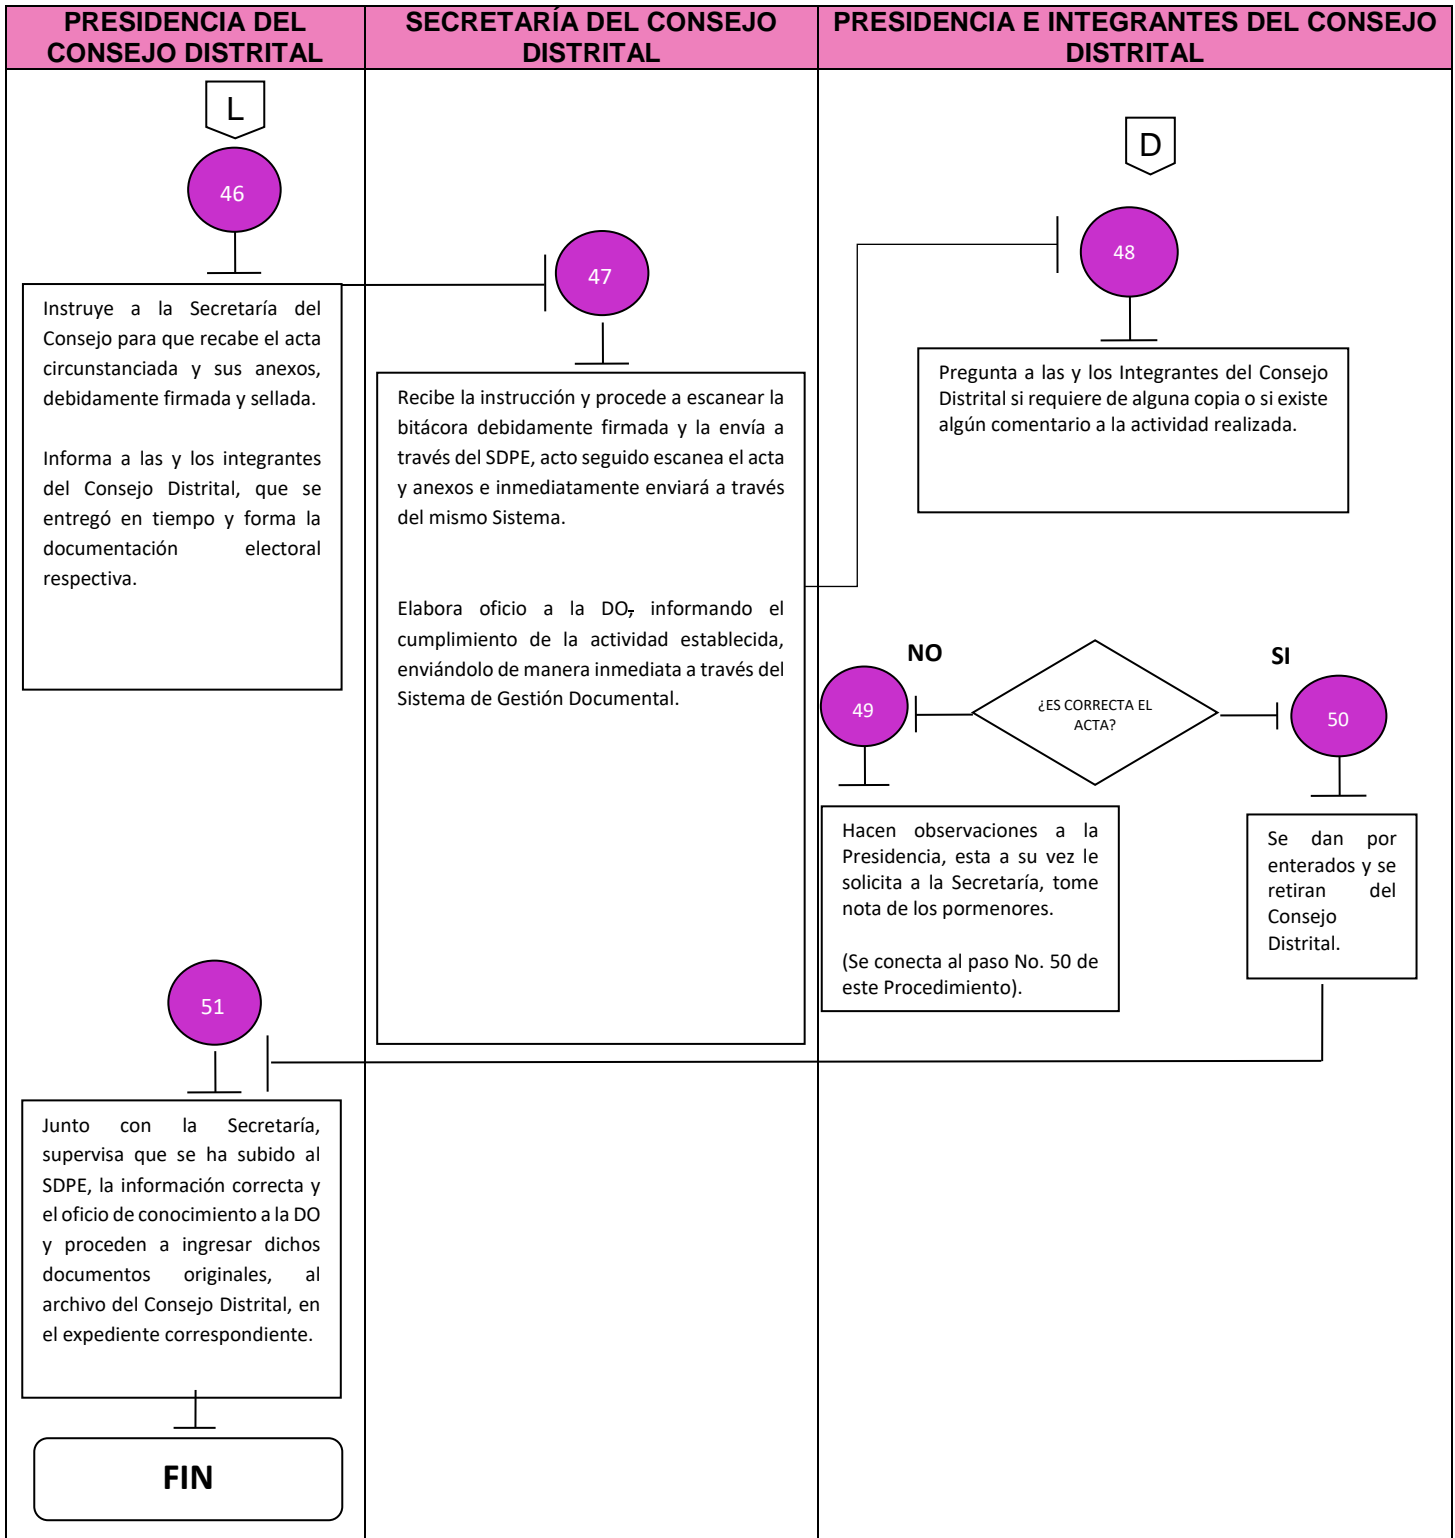 PRESIDENCIA DEL
CONSEJO DISTRITAL
SECRETARÍA DEL CONSEJO
DISTRITAL
PRESIDENCIA E INTEGRANTES DEL CONSEJO
DISTRITAL
L
46
Instruye a la Secretaría del
Consejo para que recabe el acta
circunstanciada y sus anexos,
debidamente firmada y sellada.
Informa a las y los integrantes
del Consejo Distrital, que se
entregó en tiempo y forma la
documentación electoral
respectiva.
47
Recibe la instrucción y procede a escanear la
bitácora debidamente firmada y la envía a
través del SDPE, acto seguido escanea el acta
y anexos e inmediatamente enviará a través
del mismo Sistema.
Elabora oficio a la DO, informando el
cumplimiento de la actividad establecida,
enviándolo de manera inmediata a través del
Sistema de Gestión Documental.
D
48
Pregunta a las y los Integrantes del Consejo
Distrital si requiere de alguna copia o si existe
algún comentario a la actividad realizada.
NO
¿ES CORRECTA EL
ACTA?
SI
49
Hacen observaciones a la
Presidencia, esta a su vez le
solicita a la Secretaría, tome
nota de los pormenores.
(Se conecta al paso No. 50 de
este Procedimiento).
50
Se dan por
enterados y se
retiran del
Consejo
Distrital.
51
Junto con la Secretaría,
supervisa que se ha subido al
SDPE, la información correcta y
el oficio de conocimiento a la DO
y proceden a ingresar dichos
documentos originales, al
archivo del Consejo Distrital, en
el expediente correspondiente.
FIN